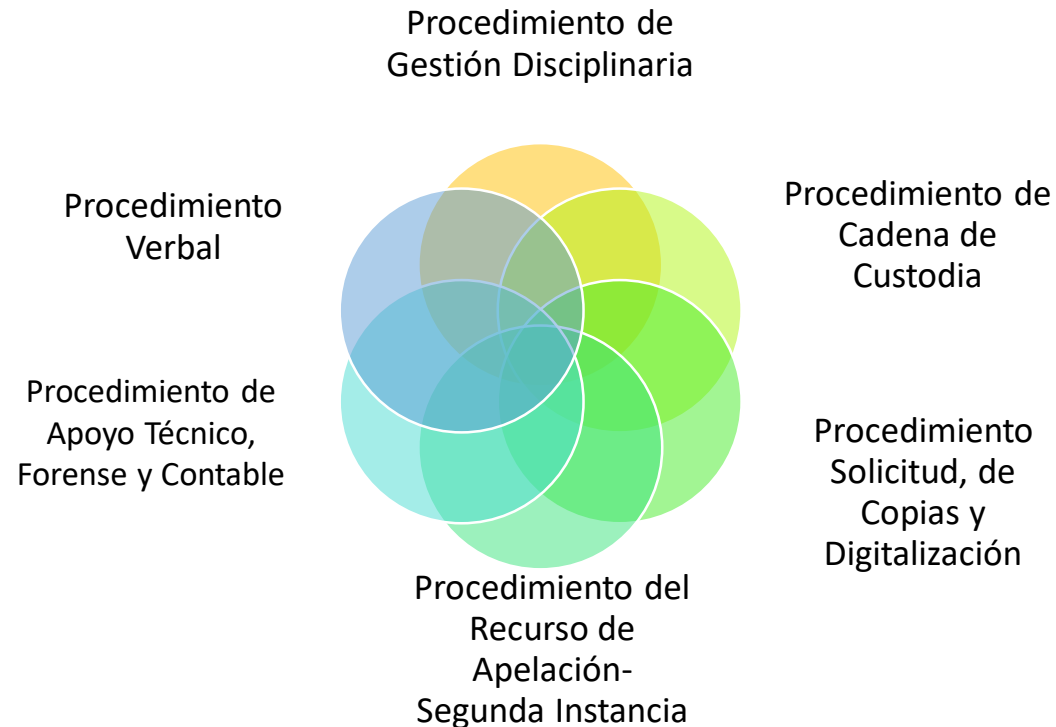 Procedimiento de
Gestión Disciplinaria
Procedimiento de
Cadena de
Custodia
Procedimiento
Solicitud, de
Copias y
Digitalización
Procedimiento del
Recurso de
Apelación-
Segunda Instancia
Procedimiento de
Apoyo Técnico,
Forense y Contable
Procedimiento
Verbal